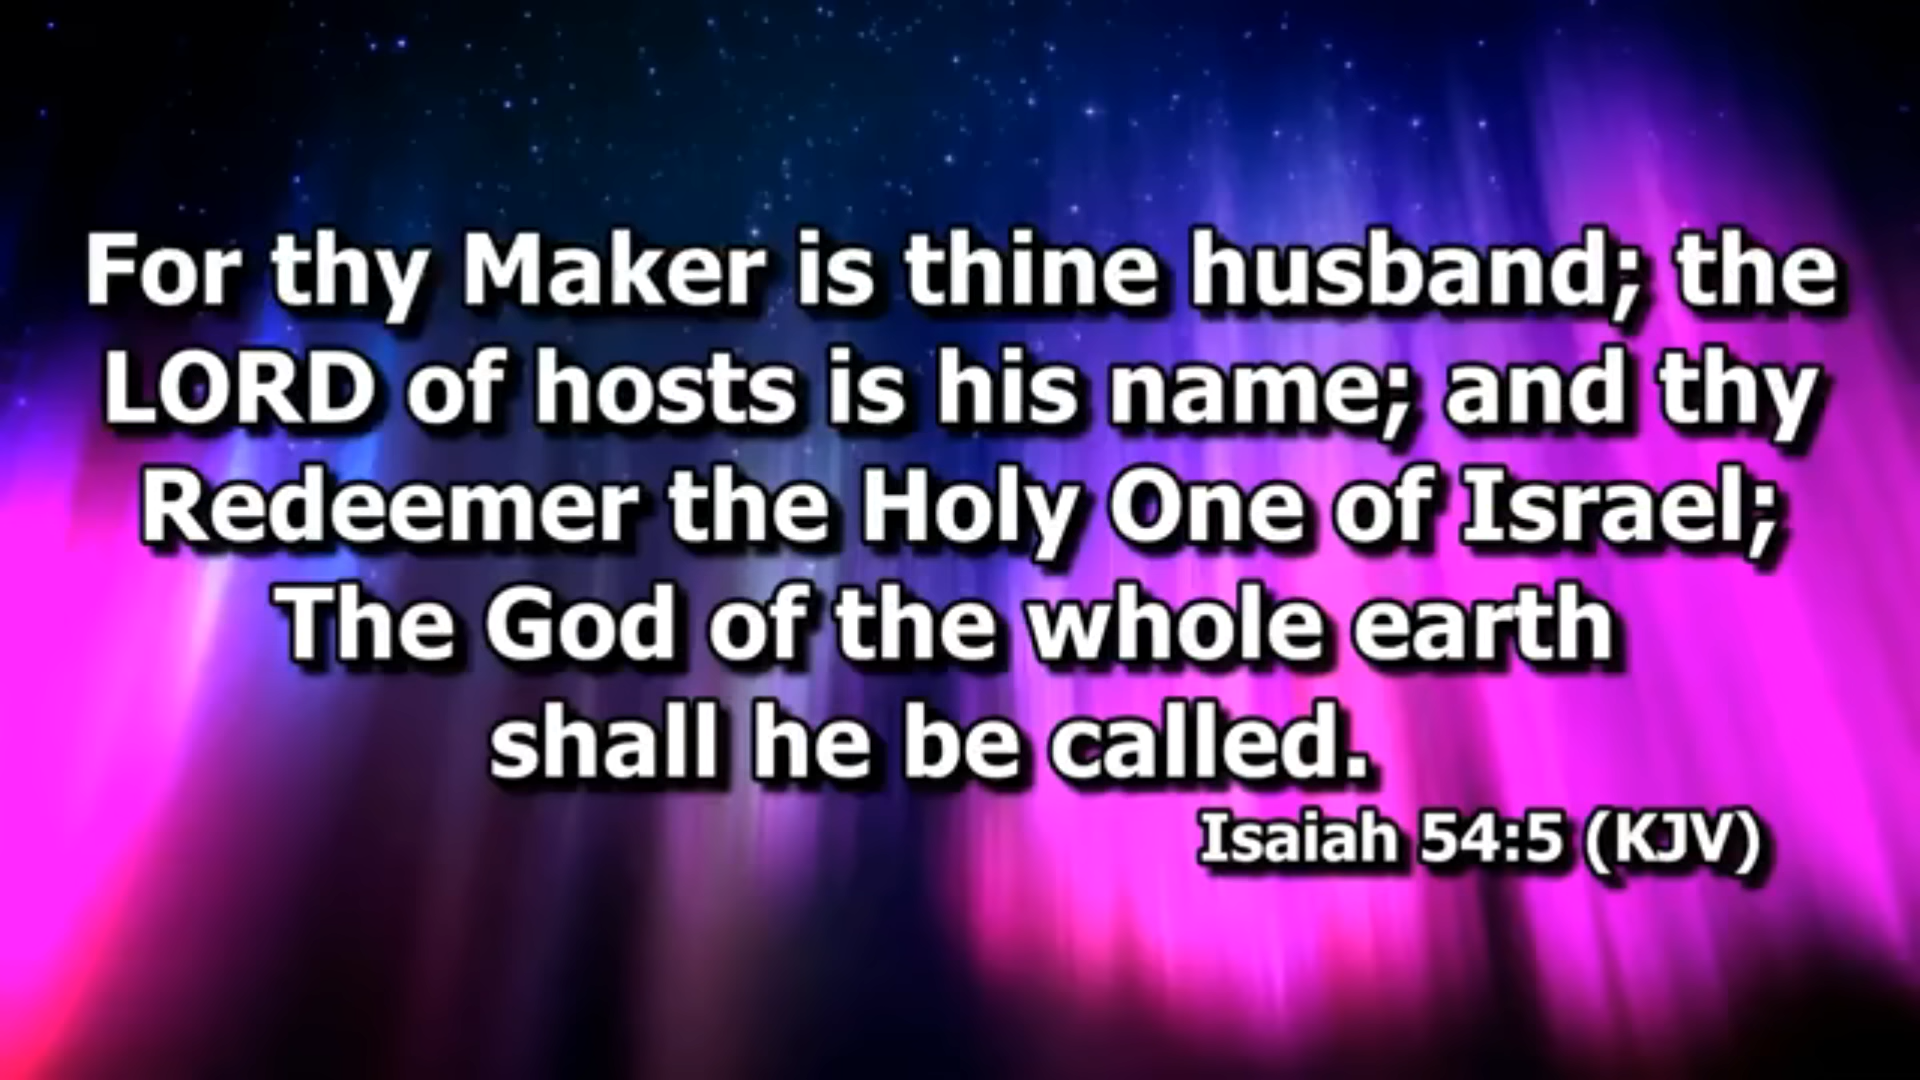 For thy Maker is thine husband; the
LORD of hosts is his name; and thy
Redeemer the Holy One of Israel;
The God of the whole earth
shall he be called.
Isaiah 54:5 (KJV)